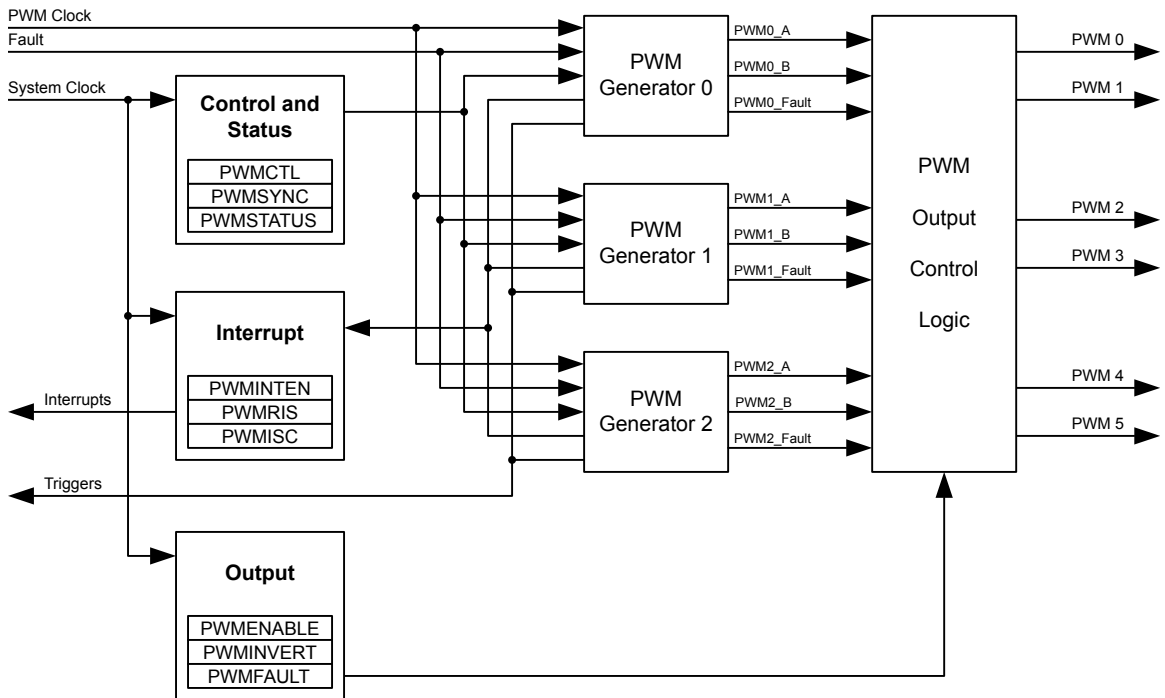 PWM Clock
Fault
System Clock
Control and
Status
PWMCTL
PWMSYNC
PWMSTATUS
Interrupt
PWMINTEN
PWMRIS
PWMISC
Interrupts
Triggers
Output
PWMENABLE
PWMINVERT
PWMFAULT
PWM
Generator 0
PWM0_A
PWM0_B
PWM0_Fault
PWM
Generator 1
PWM1_A
PWM1_B
PWM1_Fault
PWM
Generator 2
PWM2_A
PWM2_B
PWM2_Fault
PWM
Output
Control
Logic
PWM 0
PWM 1
PWM 2
PWM 3
PWM 4
PWM 5